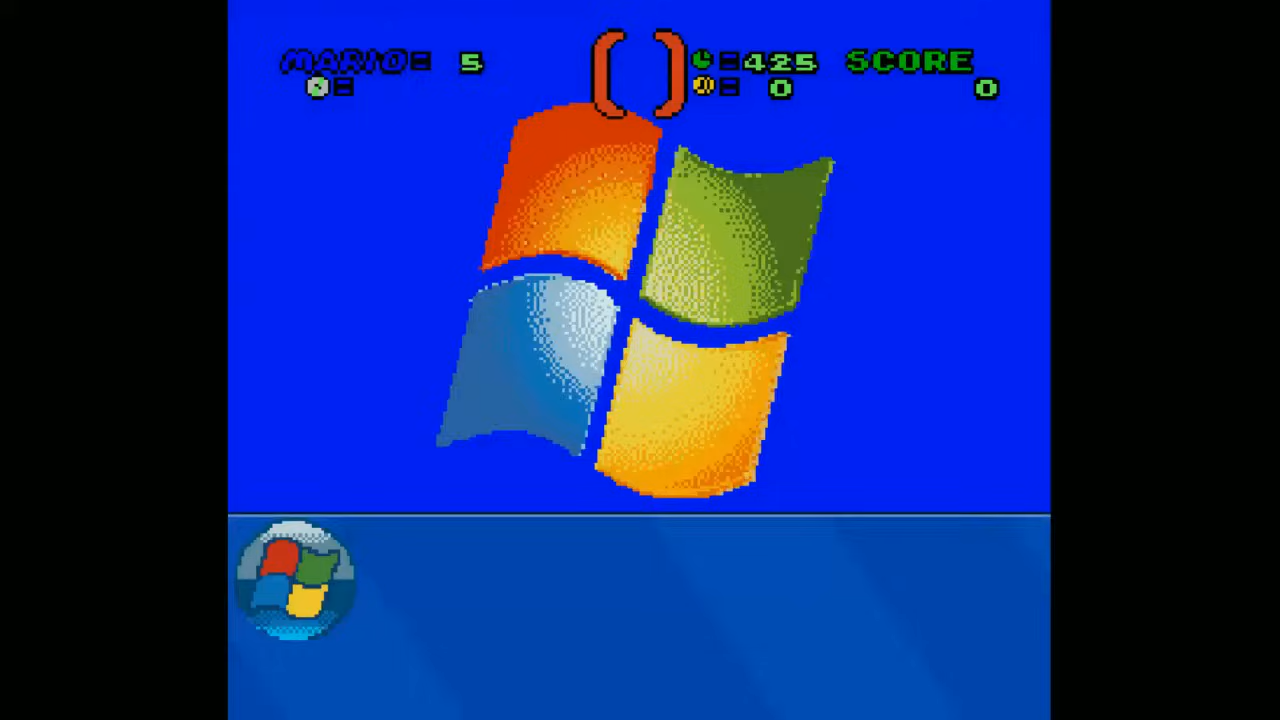 MARIO= 5 =425 SCORE
= = 0 0